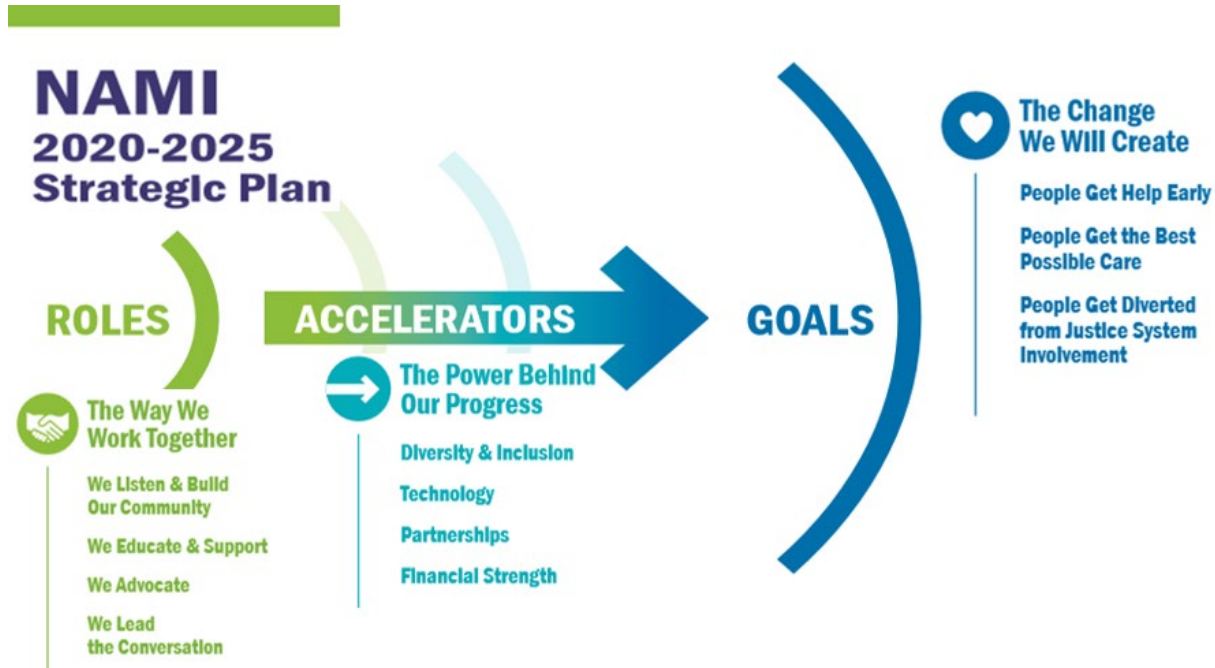 NAMI
2020-2025
Strategic Plan
ROLES
The Way We
Work Together
We Listen & Build
Our Community
We Educate & Support
We Advocate
We Lead
the Conversation
ACCELERATORS
The Power Behind
Our Progress
Diversity & Inclusion
Technology
Partnerships
Financial Strength
GOALS
The Change
We Will Create
People Get Help Early
People Get the Best
Possible Care
People Get Diverted
from Justice System
Involvement